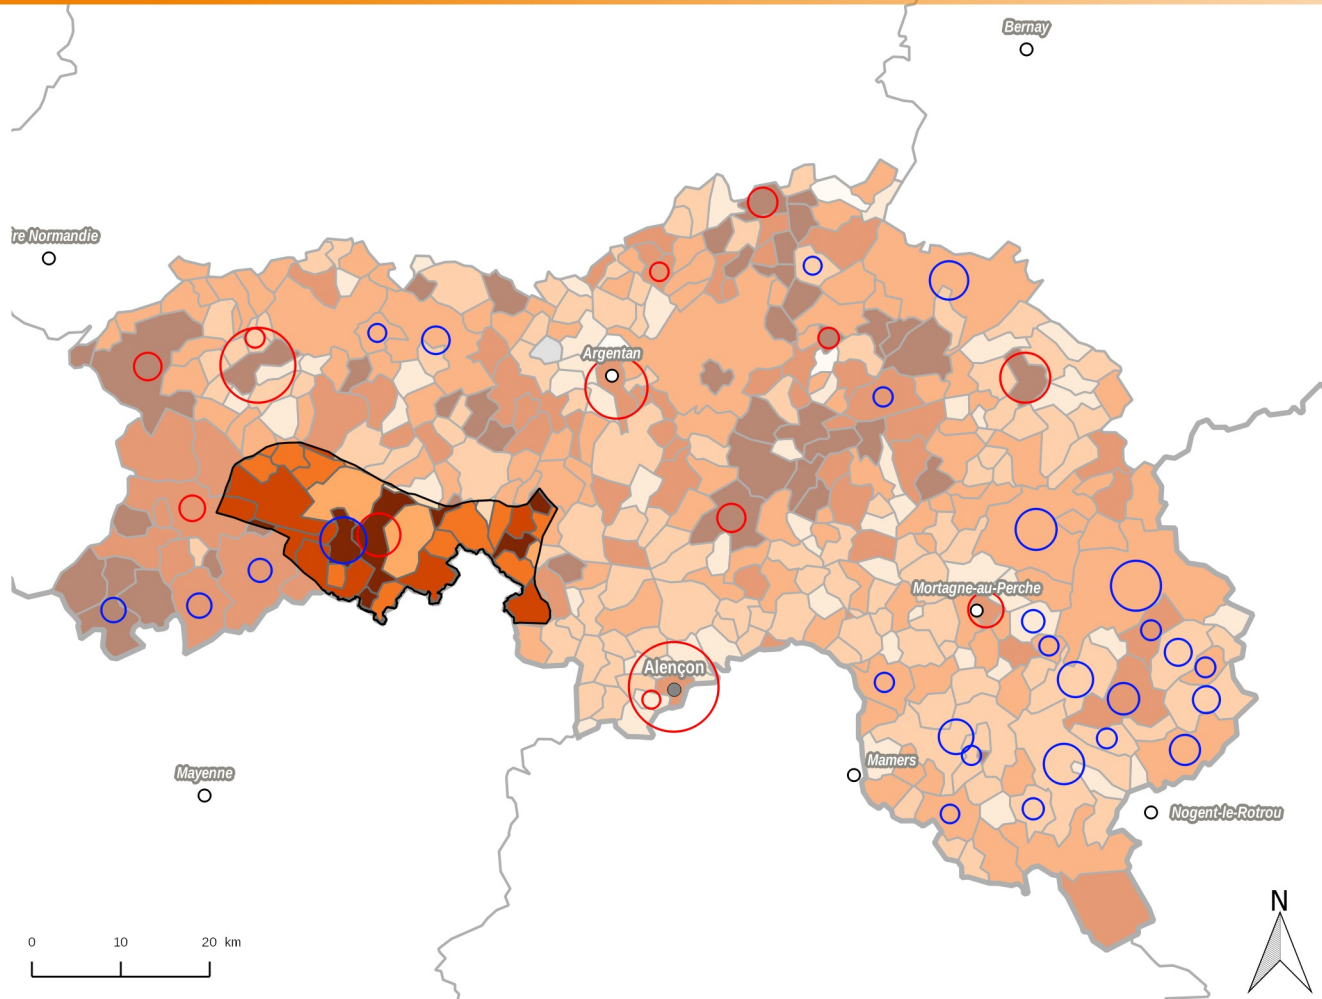 Bernay
re Normandie
Argentan
Mortagne-au-Perche
Alençon
Mamers
Mayenne
Nogent-le-Rotrou
N
0 10 20 km